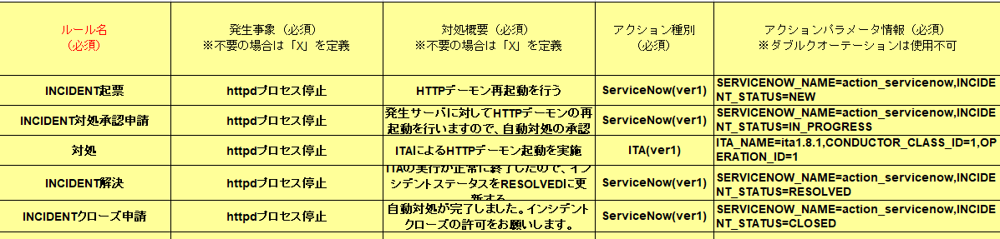 ルール名
(必須)
発生事象（必須）
※不要の場合は「X」を定義
対処概要（必須）
※不要の場合は「X」を定義
アクション種別
（必須）
アクションパラメータ情報（必須）
※ダブルクオーテーションは使用不可
INCIDENT起票
httpdプロセス停止
HTTPデーモン再起動を行う
ServiceNow(ver1)
SERVICENOW_NAME=action_servicenow,INCID
ENT_STATUS=NEW
INCIDENT対処承認申請
httpdプロセス停止
発生サーバに対してHTTPデーモンの再
起動を行いますので、自動対処の承認
ServiceNow(ver1)
SERVICENOW_NAME=action_servicenow,INCID
ENT_STATUS=IN_PROGRESS
対処
httpdプロセス停止
ITAによるHTTPデーモン起動を実施
ITA(ver1)
ITA_NAME=ita1.8.1,CONDUCTOR_CLASS_ID=1,O
PERATION_ID=1
INCIDENT解決
httpdプロセス停止
ITAの実行が正常に終了したので、イン
シデントステータスをRESOLVEDに更
新する
ServiceNow(ver1)
SERVICENOW_NAME=action_servicenow,INCID
ENT_STATUS=RESOLVED
INCIDENTクローズ申請
httpdプロセス停止
自動対処が完了しました。インシデント
クローズの許可をお願いします。
ServiceNow(ver1)
SERVICENOW_NAME=action_servicenow,INCID
ENT_STATUS=CLOSED